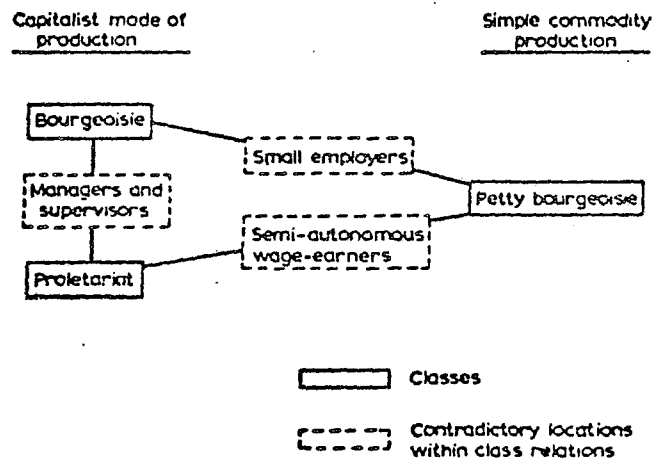 Capitalist mode of
production
Simple commodity
production
Bourgeoisie
Small employers
Managers and
supervisors
Petty bourgeoisie
Semi-autonomous
wage-earners
Proletariat
Classes
Contradictory locations
within class relations